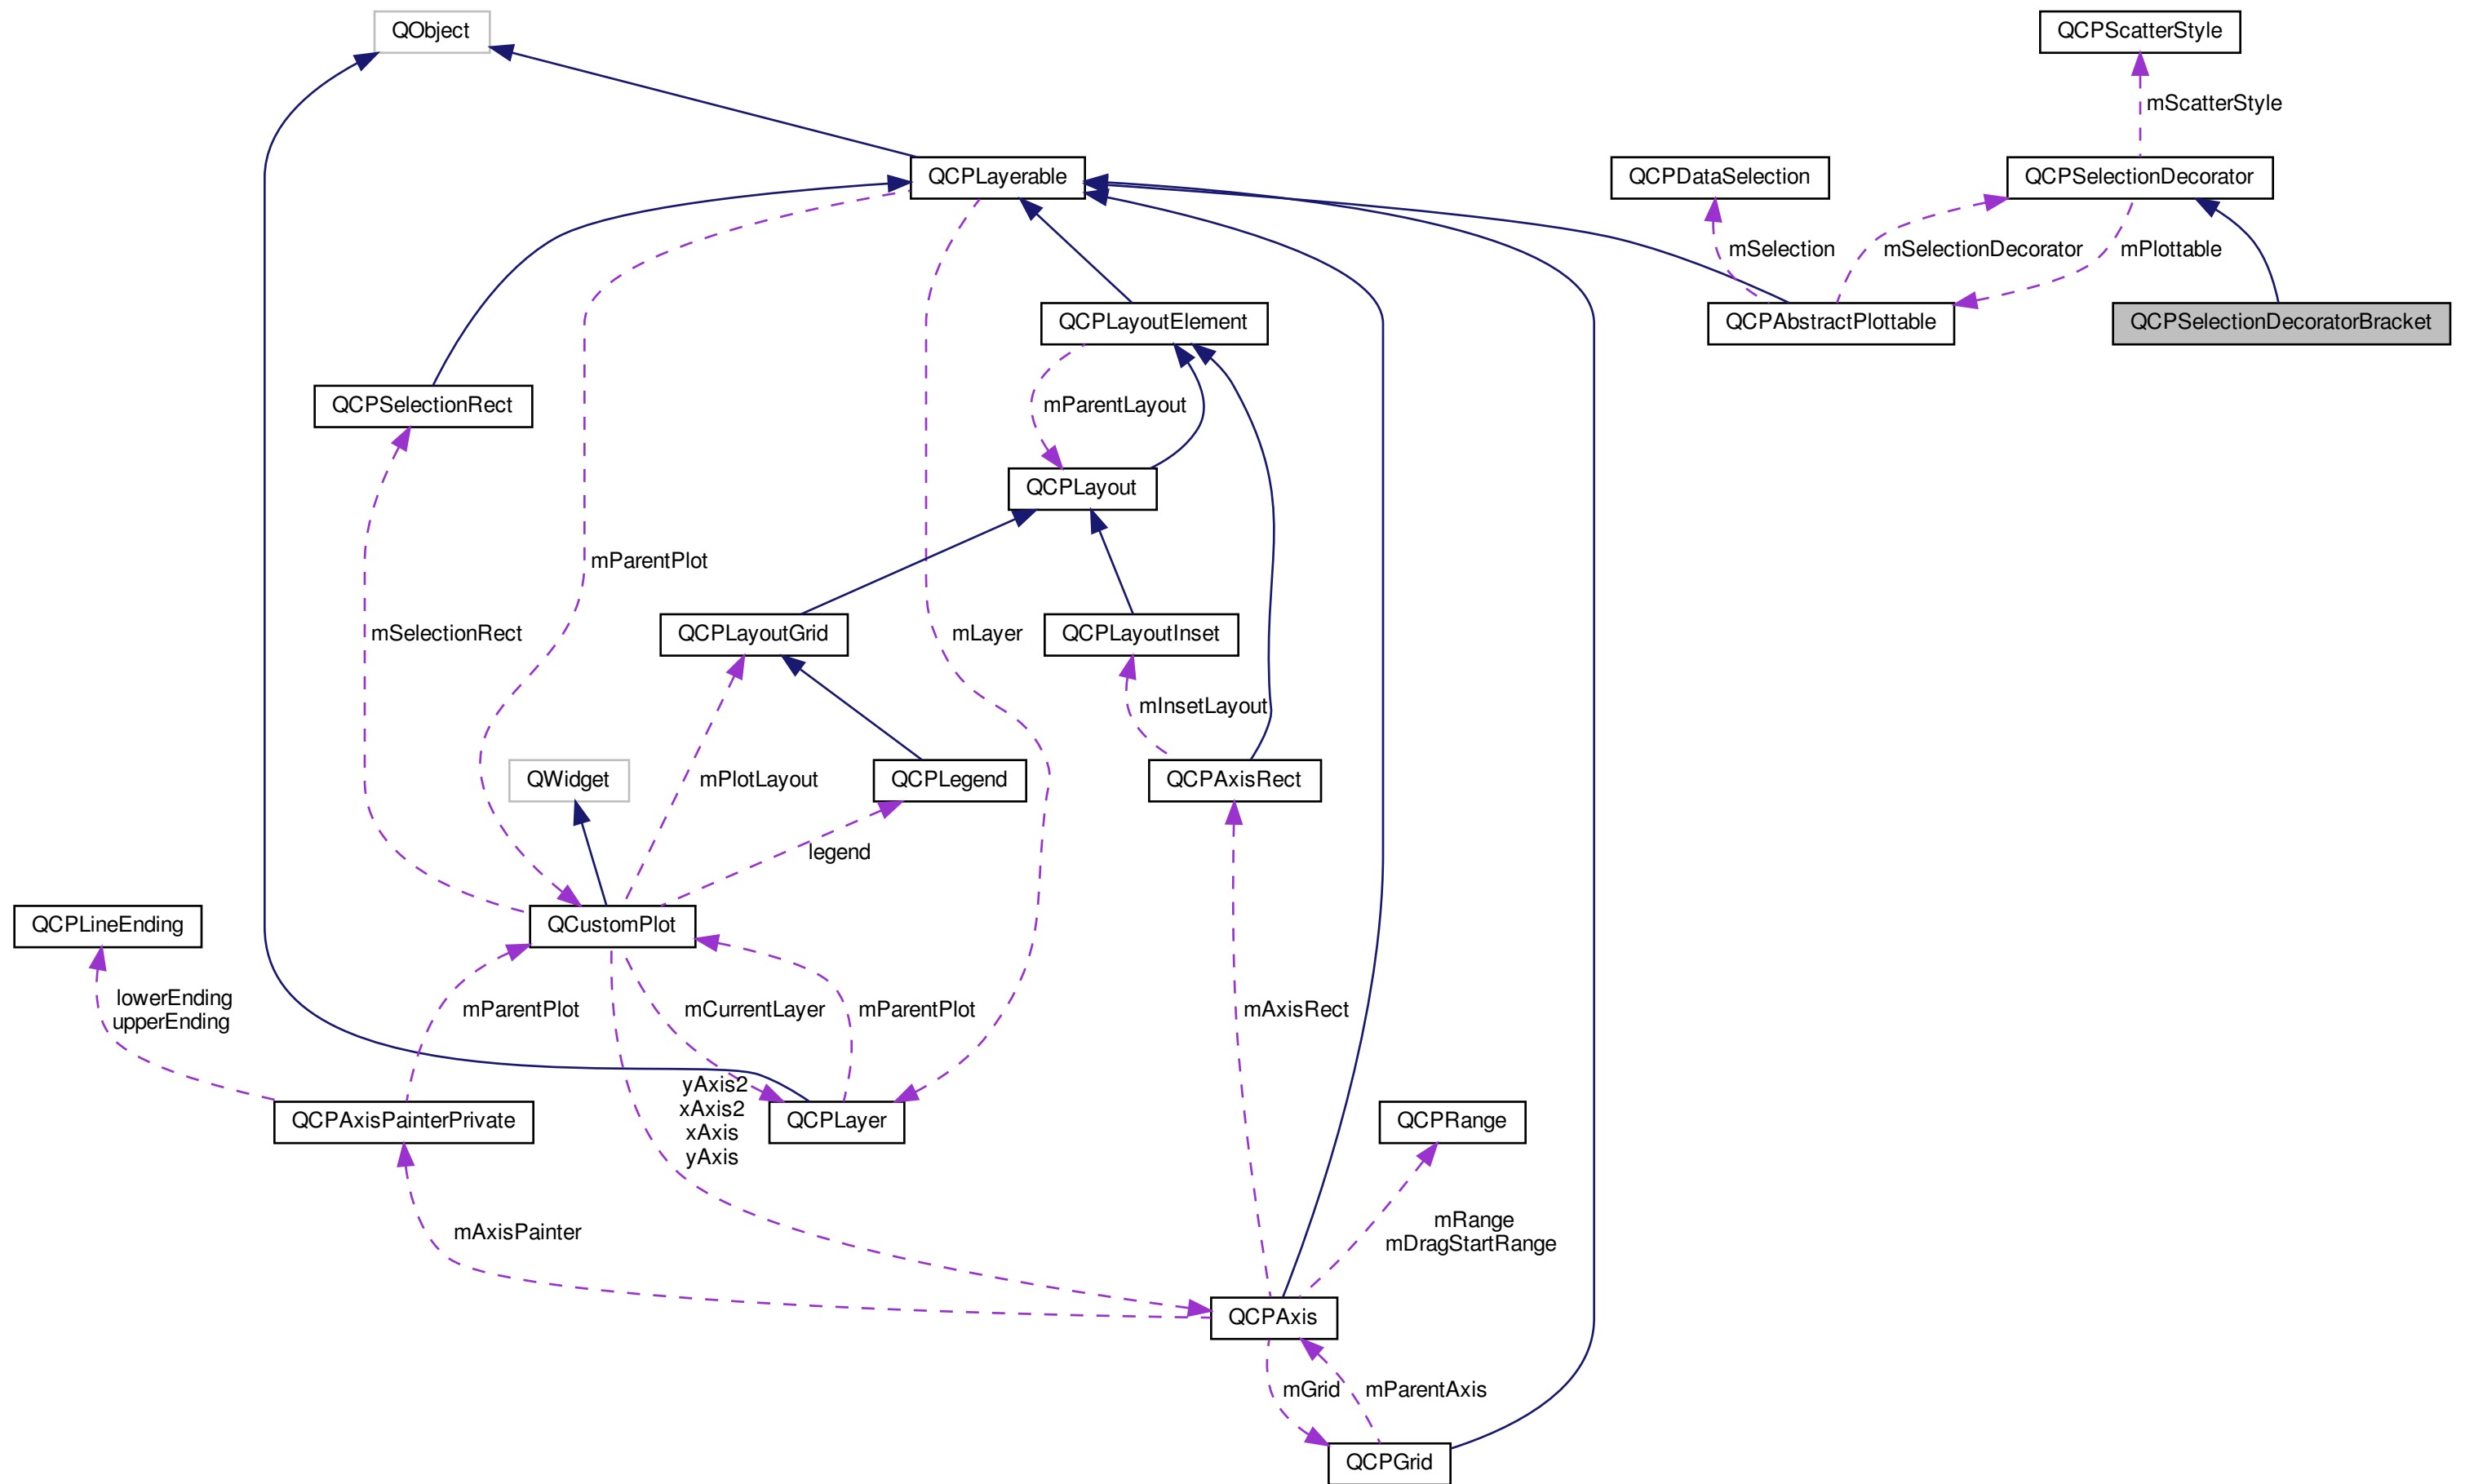 QObject
QCPScatterStyle
mScatterStyle
QCPLayerable
QCPDataSelection
QCPSelectionDecorator
mSelection
mSelectionDecorator
mPlottable
QCPLayoutElement
QCPAbstractPlottable
QCPSelectionDecoratorBracket
QCPSelectionRect
mParentLayout
QCPLayout
mParentPlot
mSelectionRect
QCPLayoutGrid
mLayer
QCPLayoutInset
mInsetLayout
QWidget
mPlotLayout
QCPLegend
QCPAxisRect
legend
QCPLineEnding
QCustomPlot
lowerEnding
upperEnding
mParentPlot
mCurrentLayer
mParentPlot
mAxisRect
yAxis2
xAxis2
xAxis
yAxis
QCPAxisPainterPrivate
QCPLayer
QCPRange
mAxisPainter
mRange
mDragStartRange
QCPAxis
mGrid
mParentAxis
QCPGrid